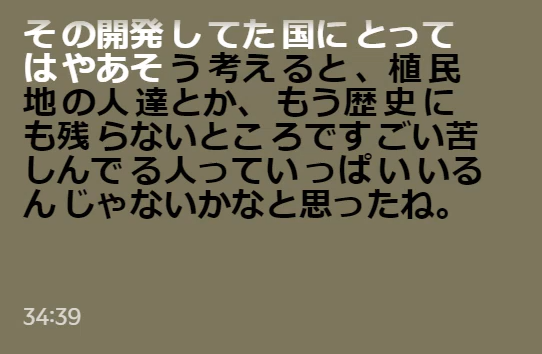 その開発してた国にとって
はやあそう考えると、植民
地の人達とか、もう歴史に
も残らないところですごい苦
しんでる人っていっぱいいる
んじゃないかなと思ったね。
34:39